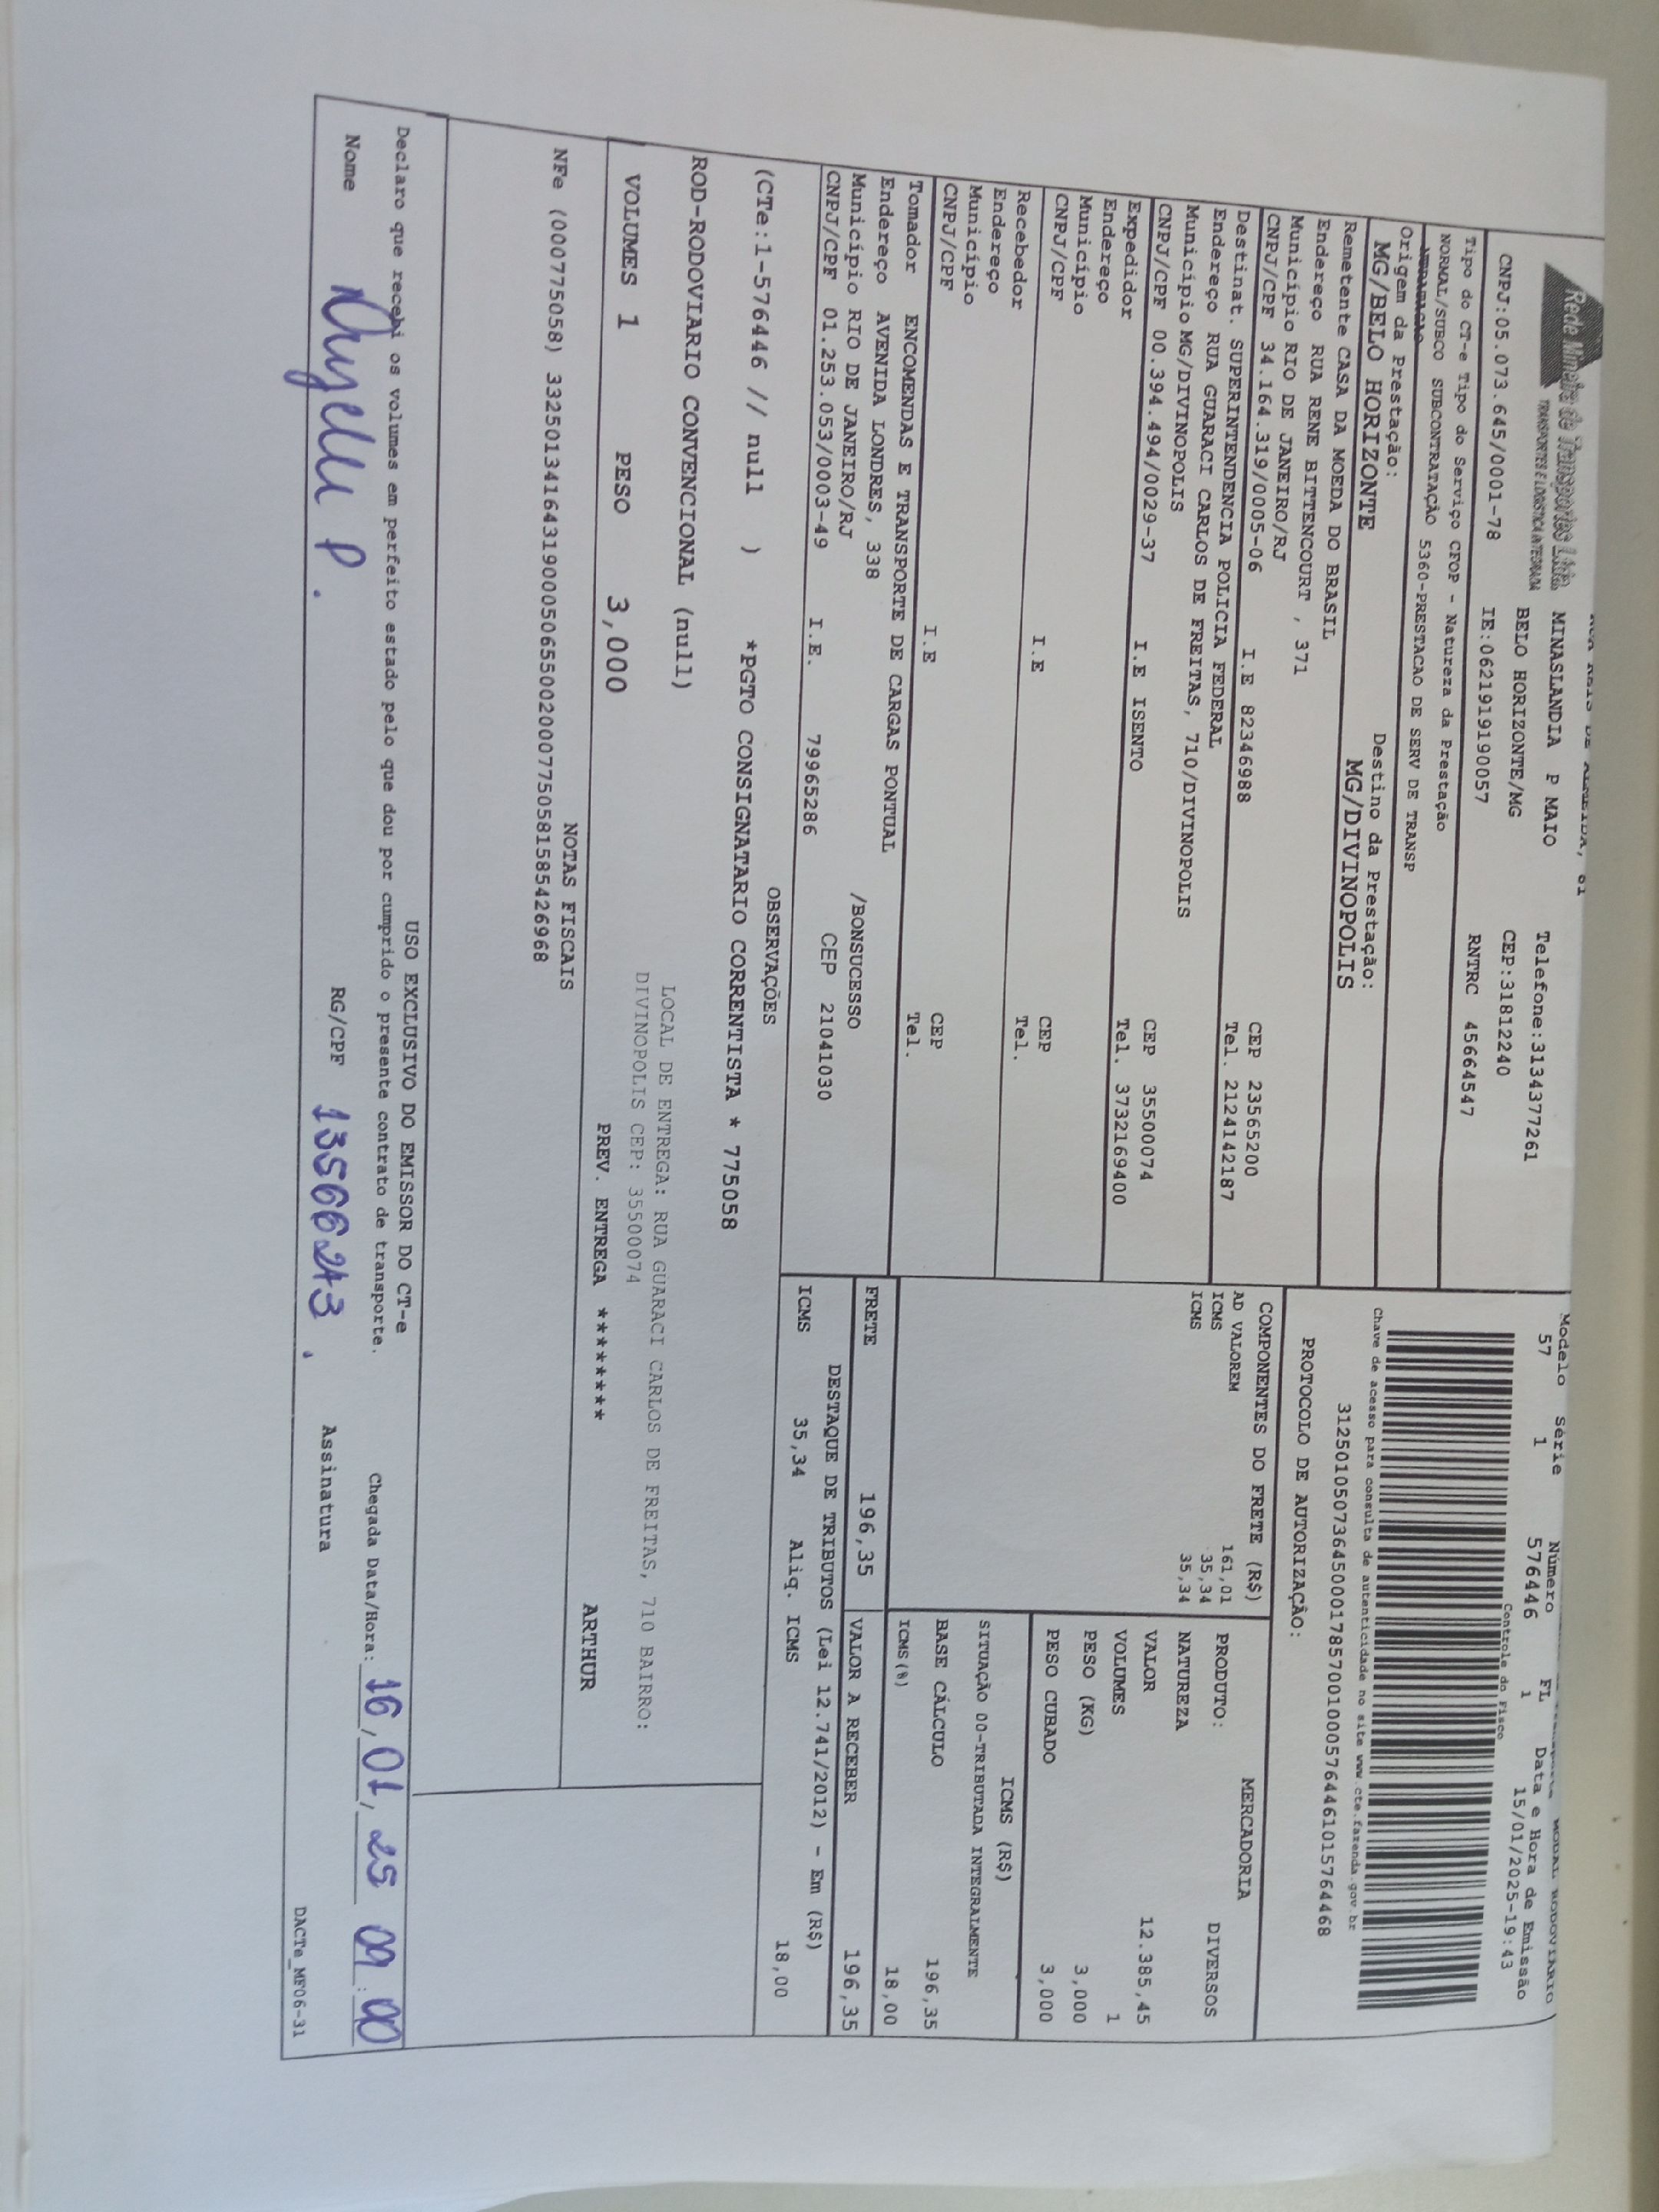 Rede Mineira de Transportes Ltda
TRANSPORTES E LOGISTICA INTEGRADA
MINASLANDIA P MAIO
Telefone:3134377261
BELO HORIZONTE/MG
CEP:31812240
CNPJ:05.073.645/0001-78
IE:0621919190057
RNTRC 45664547
Modelo série Número FL Data e Hora de Emissão
57 1 576446 1 15/01/2025-19:43
Controle do Fisco
Tipo do CT-e Tipo do Serviço CFOP - Natureza da Prestação
NORMAL/SUBCO SUBCONTRATAÇÃO 5360-PRESTACAO DE SERV DE TRANSP
Chave de acesso para consulta de autenticidade no site www.cte.fazenda.gov.br
31250105073645000178570010005764461015764468
PROTOCOLO DE AUTORIZAÇÃO:
Origem da Prestação:
MG/BELO HORIZONTE
Destino da Prestação:
MG/DIVINOPOLIS
Remetente CASA DA MOEDA DO BRASIL
Endereço RUA RENE BITTENCOURT , 371
Município RIO DE JANEIRO/RJ
CEP 23565200
CNPJ/CPF 34.164.319/0005-06 I.E 82346988 Tel. 2124142187
Destinat. SUPERINTENDENCIA POLICIA FEDERAL
Endereço RUA GUARACI CARLOS DE FREITAS, 710/DIVINOPOLIS
Município MG/DIVINOPOLIS
CEP 35500074
CNPJ/CPF 00.394.494/0029-37 I.E ISENTO Tel. 3732169400
Expedidor
Endereço
Município
CEP
CNPJ/CPF I.E Tel.
Recebedor
Endereço
Município
CEP
CNPJ/CPF I.E Tel.
Tomador ENCOMENDAS E TRANSPORTE DE CARGAS PONTUAL
Endereço AVENIDA LONDRES, 338 /BONSUCESSO
Município RIO DE JANEIRO/RJ CEP 21041030
CNPJ/CPF 01.253.053/0003-49 I.E. 79965286
COMPONENTES DO FRETE (R$)
AD VALOREM 161,01
ICMS 35,34
ICMS 35,34
MERCADORIA
PRODUTO: DIVERSOS
NATUREZA
VALOR 12.385,45
VOLUMES 1
PESO (KG) 3,000
PESO CUBADO 3,000
ICMS (R$)
SITUAÇÃO 00-TRIBUTADA INTEGRALMENTE
BASE CÁLCULO 196,35
ICMS(%) 18,00
FRETE 196,35 VALOR A RECEBER 196,35
DESTAQUE DE TRIBUTOS (Lei 12.741/2012) - Em (R$)
ICMS 35,34 Aliq. ICMS 18,00
OBSERVAÇÕES
(CTe:1-576446 // null ) *PGTO CONSIGNATARIO CORRENTISTA * 775058
ROD-RODOVIARIO CONVENCIONAL (null)
LOCAL DE ENTREGA: RUA GUARACI CARLOS DE FREITAS, 710 BAIRRO:
DIVINOPOLIS CEP: 35500074
VOLUMES 1 PESO 3,000 PREV. ENTREGA ******** ARTHUR
NOTAS FISCAIS
NFe (000775058) 33250134164319000506550020007750581585426968
USO EXCLUSIVO DO EMISSOR DO CT-e
Declaro que recebi os volumes em perfeito estado pelo que dou por cumprido o presente contrato de transporte.
Chegada Data/Hora: 16/01/25 09:00
Nome RG/CPF Assinatura
DACTe_MF06-31